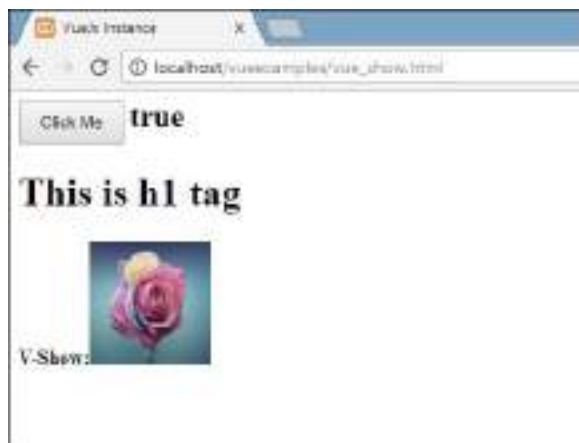 VueJs Instance x
localhost/vueexamples/vue_show.html
Click Me true
This is h1 tag
V-Show: